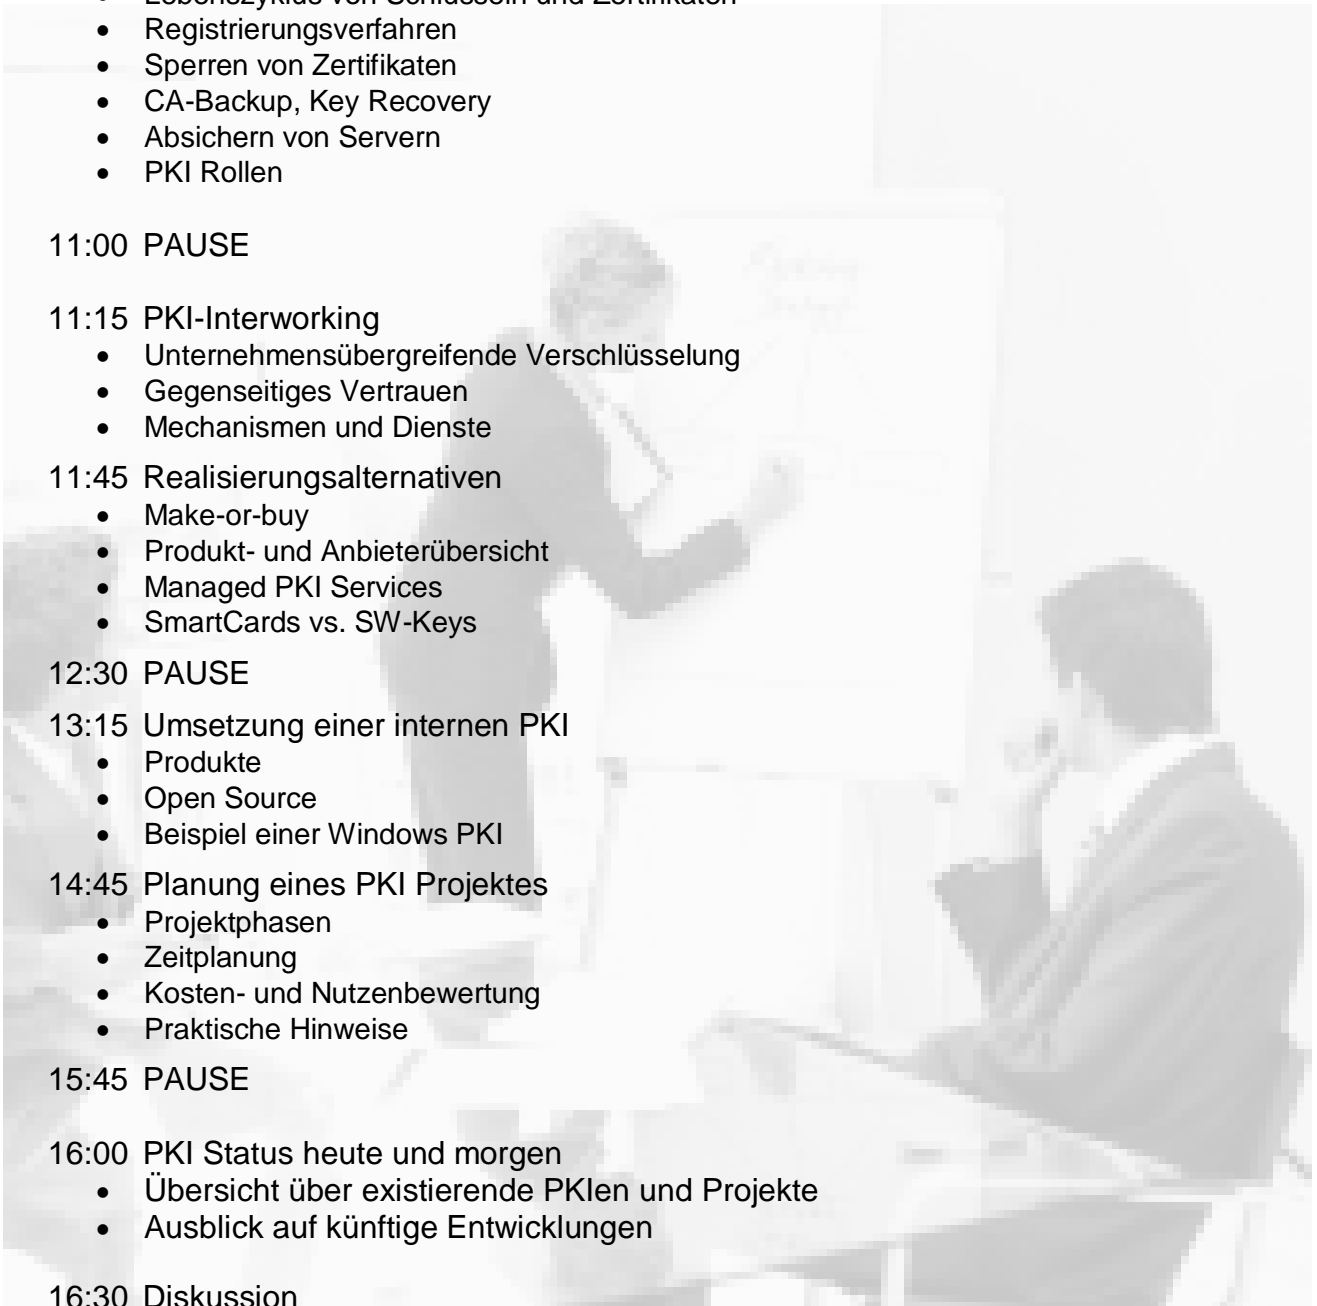 Lebenszyklus von Schlüsseln und Zertifikaten
• Registrierungsverfahren
• Sperren von Zertifikaten
• CA-Backup, Key Recovery
• Absichern von Servern
• PKI Rollen
11:00 PAUSE
11:15 PKI-Interworking
• Unternehmensübergreifende Verschlüsselung
• Gegenseitiges Vertrauen
• Mechanismen und Dienste
11:45 Realisierungsalternativen
• Make-or-buy
• Produkt- und Anbieterübersicht
• Managed PKI Services
• SmartCards vs. SW-Keys
12:30 PAUSE
13:15 Umsetzung einer internen PKI
• Produkte
• Open Source
• Beispiel einer Windows PKI
14:45 Planung eines PKI Projektes
• Projektphasen
• Zeitplanung
• Kosten- und Nutzenbewertung
• Praktische Hinweise
15:45 PAUSE
16:00 PKI Status heute und morgen
• Übersicht über existierende PKIen und Projekte
• Ausblick auf künftige Entwicklungen
16:30 Diskussion